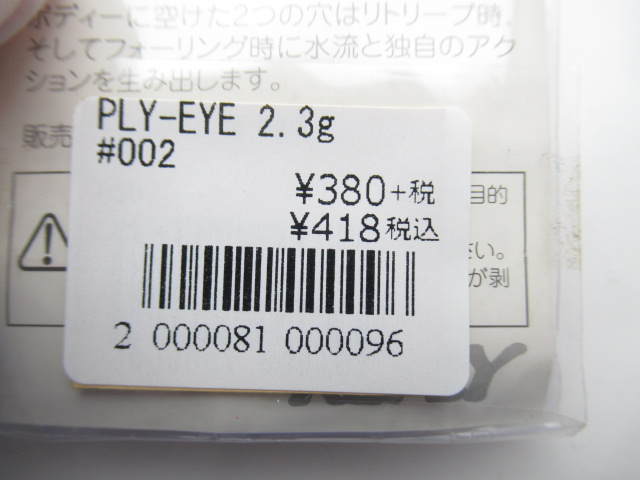 ボディーに空けた2つの穴はリトリーブ時、
そしてフォーリング時に水流と独自のアク
ションを生み出します。
販売
PLY-EYE 2.3g
#002
¥380+税
¥418税込
目的
さい。
が剥
2 000081 000096